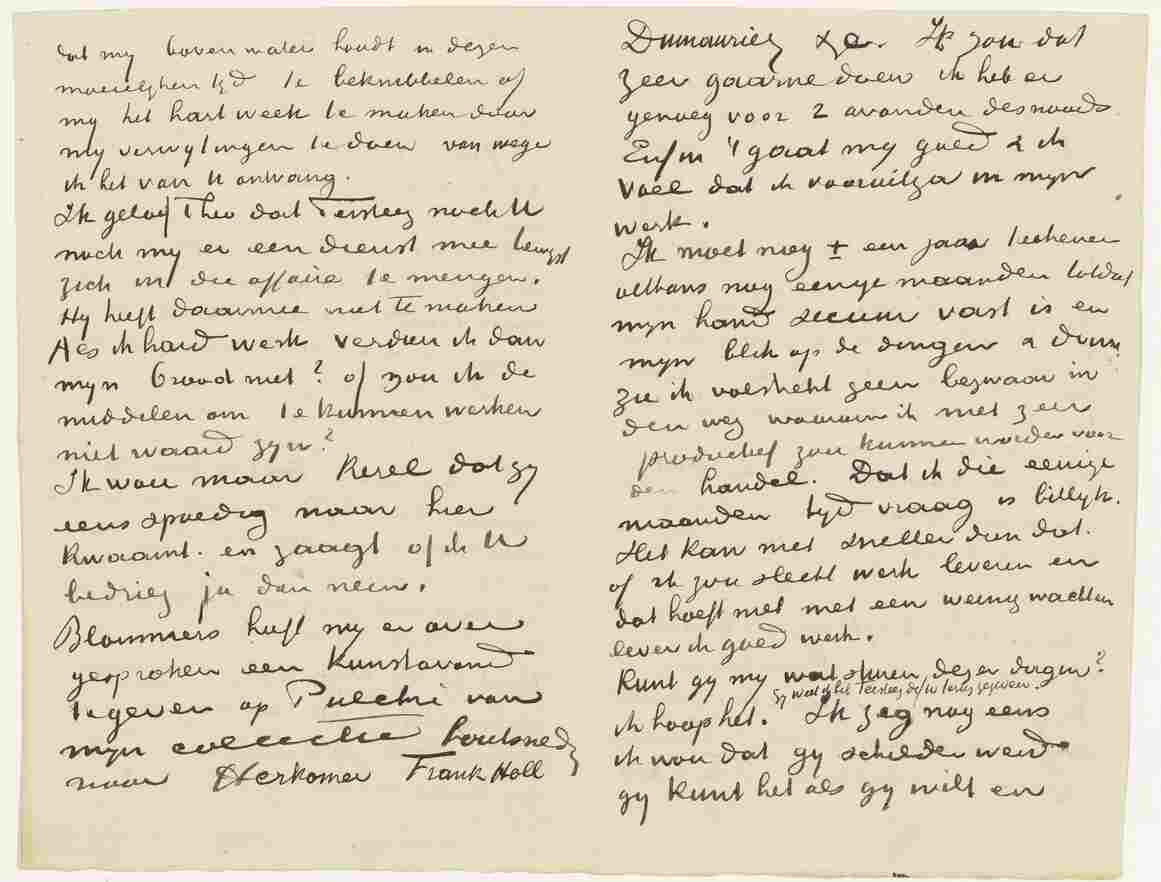 dat my boven water houdt in dezen
moeielyken tyd te beknibbelen of
my het hart week te maken door
my verwytingen te doen van wege
ik het van U ontvang.
Ik geloof Theo dat Tersteeg noch U
noch my er een dienst mee bewyst
zich in die affaire te mengen.
Hy heeft daarmee niet te maken
Als ik hard werk verdien ik dan
myn brood niet? of zou ik de
middelen om te kunnen werken
niet waard zyn?
Ik wou maar kerel dat gy
eens spoedig naar hier
kwaamt. en zaagt of ik U
bedrieg ja dan neen.
Blommers heeft my er over
gesproken een kunstavond
te geven op Pulchri van
myn collectie houtsneden
naar Herkomer Frank Holl
Dumaurier &c. Ik zou dat
zeer gaarne doen ik heb er
genoeg voor 2 avonden desnoods
Enfin 't gaat my goed & ik
voel dat ik vooruitga in myn
werk.
Ik moet nog ± een jaar teekenen
althans nog eenige maanden totdat
myn hand secuur vast is en
myn blik op de dingen & dan
zie ik volstrekt geen bezwaar in
den weg waarom ik niet zeer
productief zou kunnen worden voor
den handel. Dat ik die eenige
maanden tyd vraag is billyk.
Het kan niet sneller dan dat.
of ik zou slecht werk leveren en
dat hoeft niet met een weinig wachten
lever ik goed werk.
Kunt gy my wat sturen dezer dagen?
Gy weet ik heb Tersteeg de 10 terug gegeven.
ik hoop het. Ik zeg nog eens
ik wou dat gy schilder werd
gy kunt het als gy wilt en